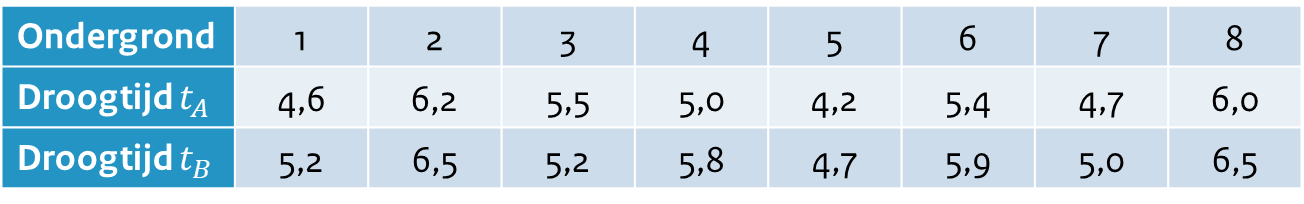 Ondergrond 1 2 3 4 5 6 7 8
Droogtijd t_A 4,6 6,2 5,5 5,0 4,2 5,4 4,7 6,0
Droogtijd t_B 5,2 6,5 5,2 5,8 4,7 5,9 5,0 6,5